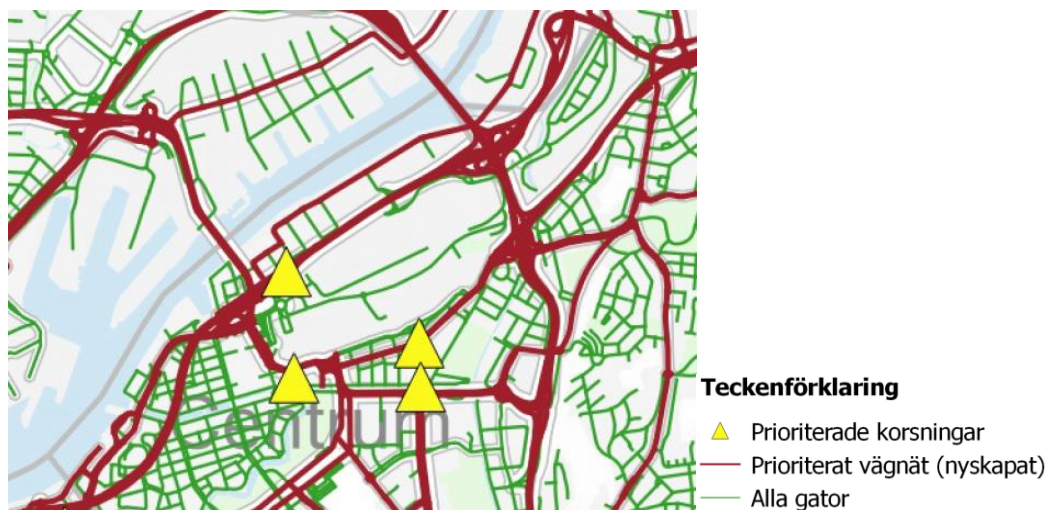 Centrum
Teckenförklaring
Prioriterade korsningar
Prioriterat vägnät (nyskapat)
Alla gator